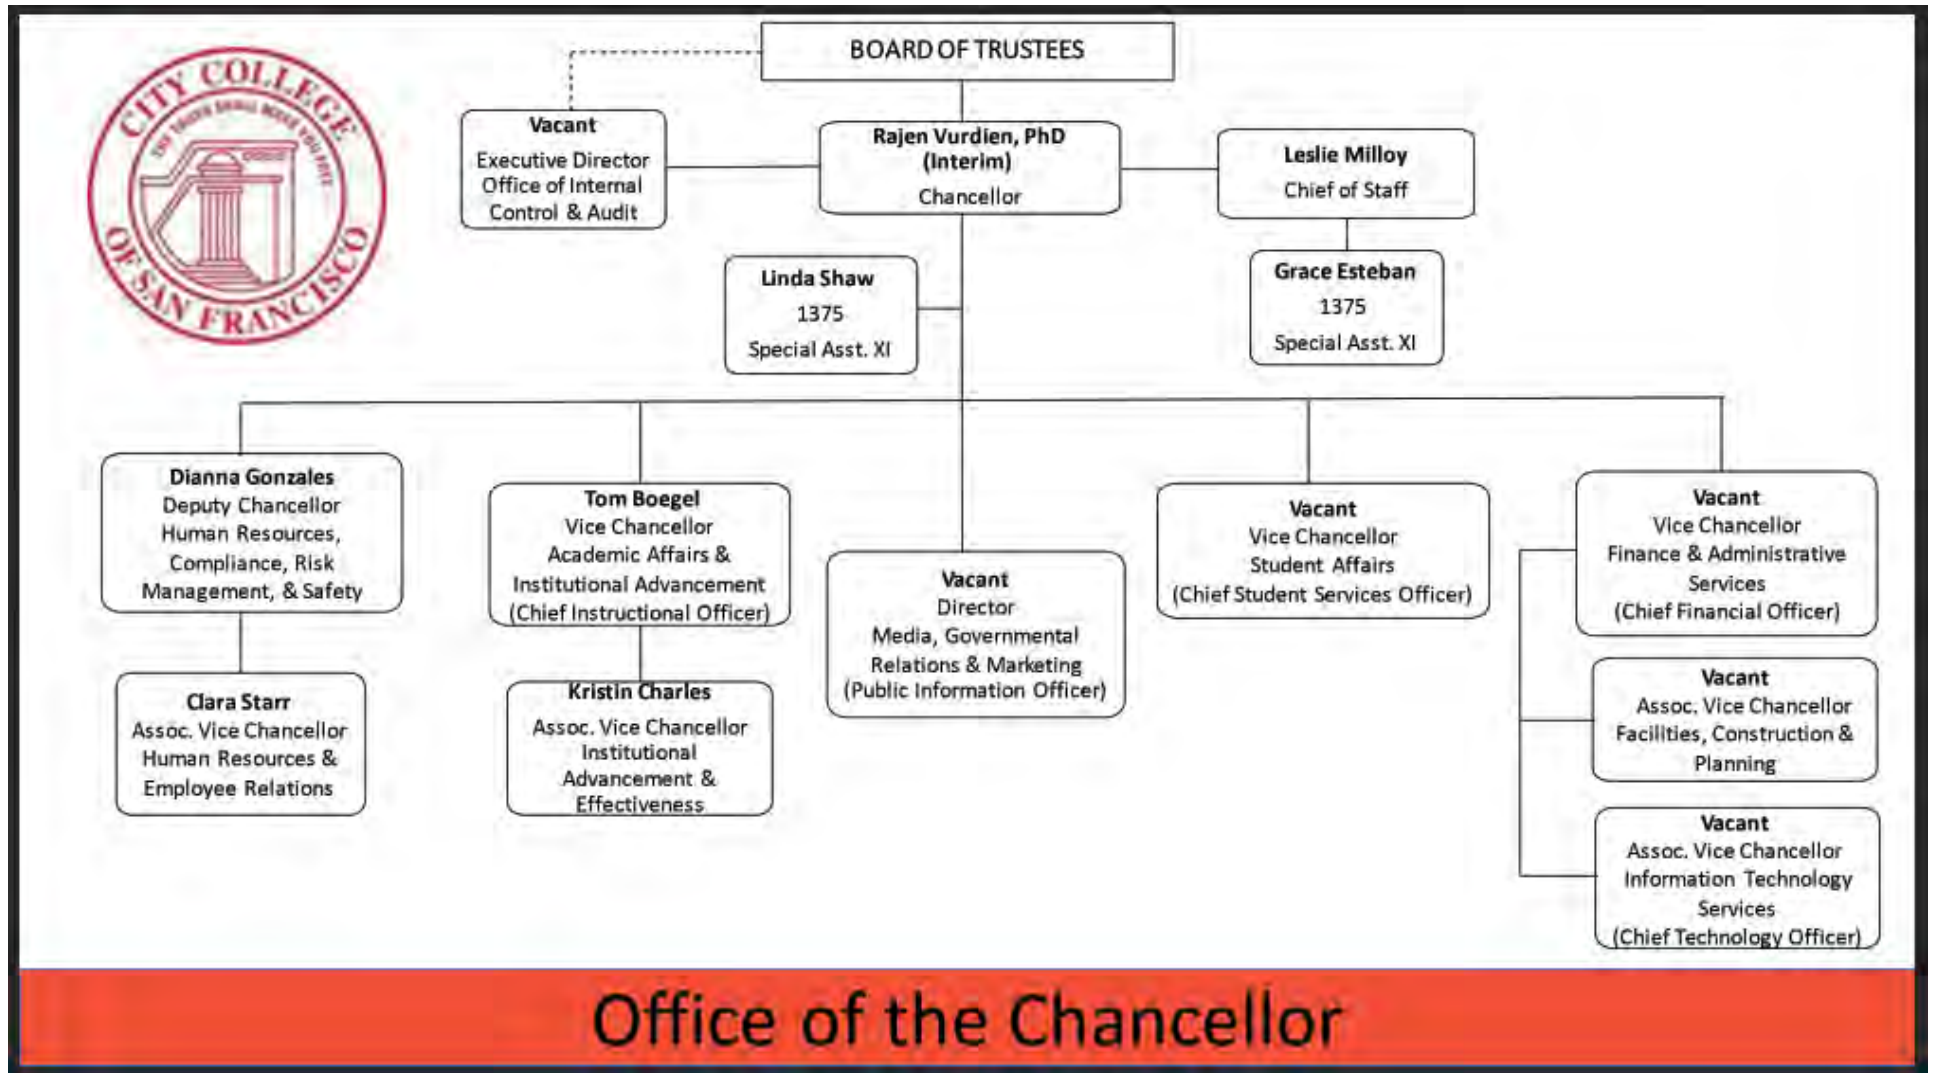 BOARD OF TRUSTEES
CITY COLLEGE
OF SAN FRANCISCO
THE TRUTH SHALL MAKE YOU FREE
Vacant
Executive Director
Office of Internal
Control & Audit
Rajen Vurdien, PhD
(Interim)
Chancellor
Leslie Milloy
Chief of Staff
Linda Shaw
1375
Special Asst. XI
Grace Esteban
1375
Special Asst. XI
Dianna Gonzales
Deputy Chancellor
Human Resources,
Compliance, Risk
Management, & Safety
Tom Boegel
Vice Chancellor
Academic Affairs &
Institutional Advancement
(Chief Instructional Officer)
Vacant
Director
Media, Governmental
Relations & Marketing
(Public Information Officer)
Vacant
Vice Chancellor
Student Affairs
(Chief Student Services Officer)
Vacant
Vice Chancellor
Finance & Administrative
Services
(Chief Financial Officer)
Clara Starr
Assoc. Vice Chancellor
Human Resources &
Employee Relations
Kristin Charles
Assoc. Vice Chancellor
Institutional
Advancement &
Effectiveness
Vacant
Assoc. Vice Chancellor
Facilities, Construction &
Planning
Vacant
Assoc. Vice Chancellor
Information Technology
Services
(Chief Technology Officer)
Office of the Chancellor